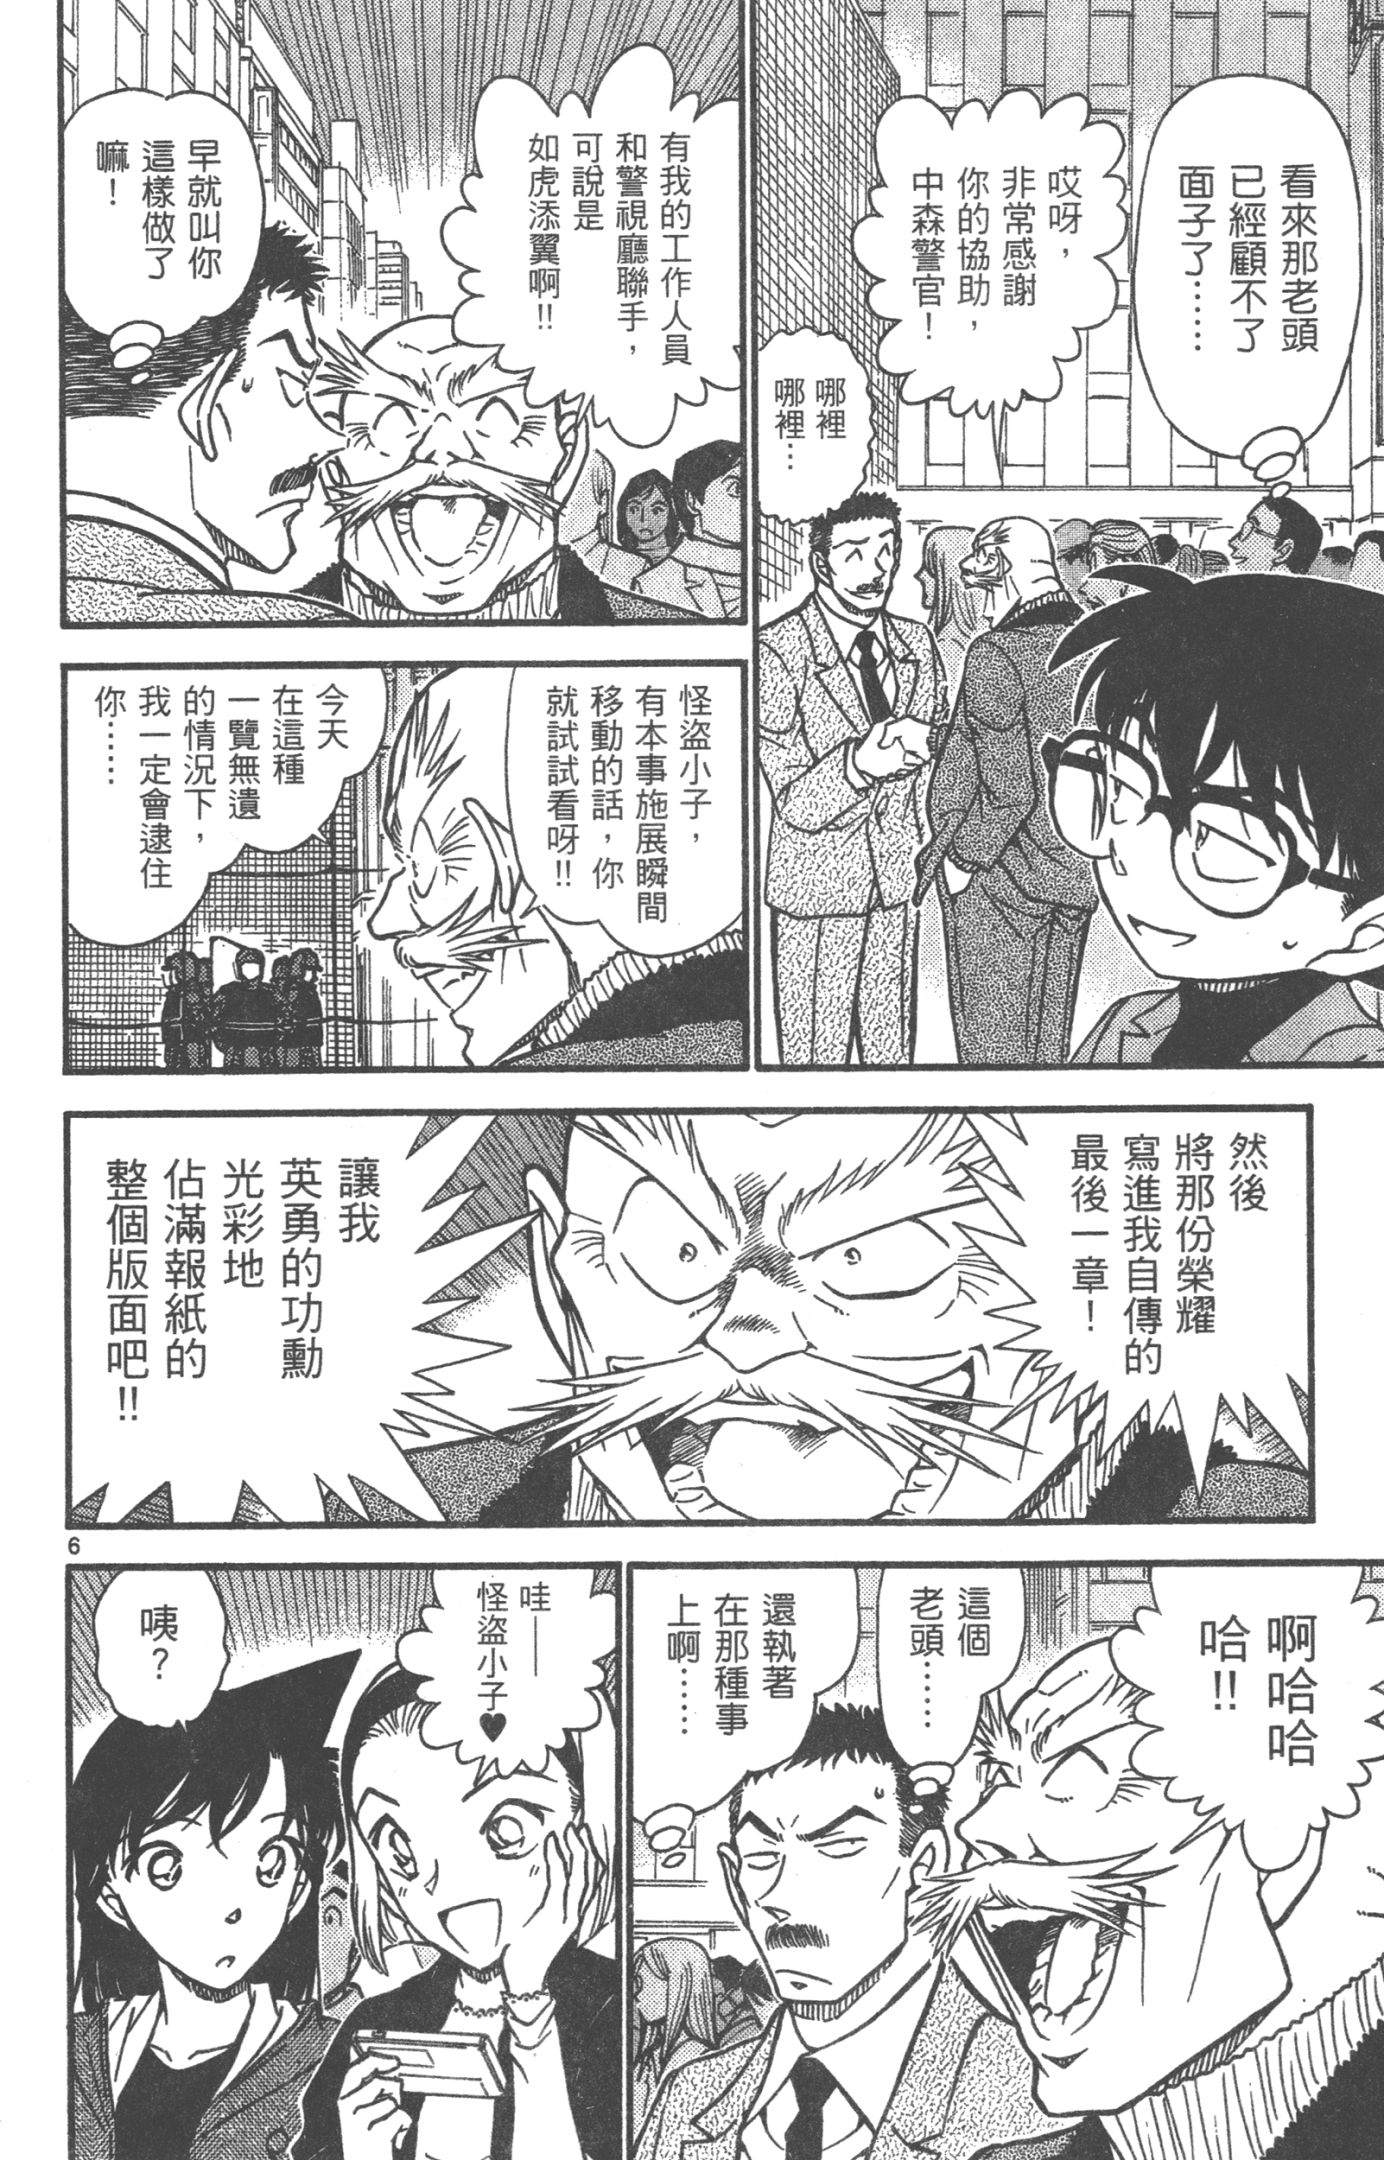 看來那老頭
已經顧不了
面子了……
哎呀，
非常感謝
你的協助，
中森警官！
哪裡
哪裡…
有我的工作人員
和警視廳聯手，
可說是
如虎添翼啊!!
早就叫你
這樣做了
嘛！
怪盜小子，
有本事施展瞬間
移動的話，你
就試試看呀!!
今天
在這種
一覽無遺
的情況下，
我一定會逮住
你……
然後
將那份榮耀
寫進我自傳的
最後一章！
讓我
英勇的功勳
光彩地
佔滿報紙的
整個版面吧!!
6
啊哈哈
哈!!
這個
老頭……
還執著
在那種事
上啊……
哇——
怪盜小子♥
咦？